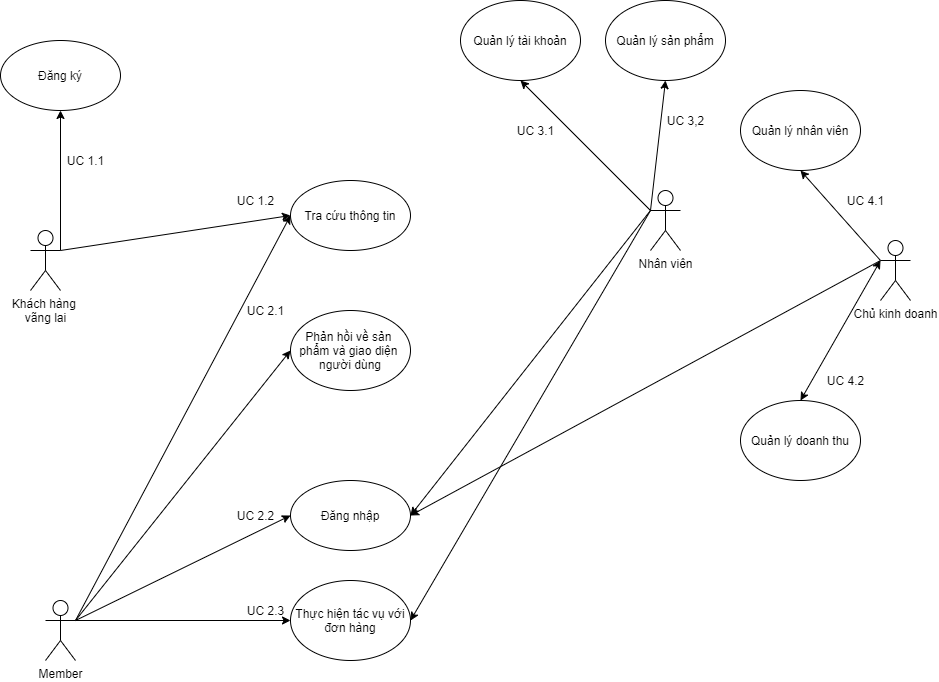 Quản lý tài khoản
Quản lý sản phẩm
Đăng ký
UC 3.1
UC 3,2
Quản lý nhân viên
UC 1.1
UC 1.2
UC 4.1
Tra cứu thông tin
Nhân viên
Khách hàng
vãng lai
UC 2.1
Chủ kinh doanh
Phản hồi về sản
phẩm và giao diện
người dùng
UC 4.2
Quản lý doanh thu
UC 2.2
Đăng nhập
UC 2.3
Thực hiện tác vụ với
đơn hàng
Member